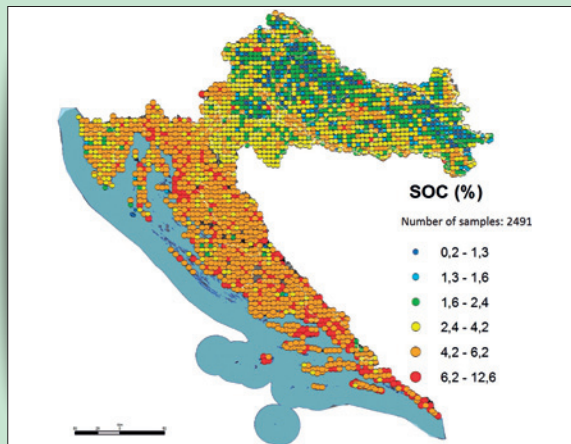 SOC (%)
Number of samples: 2491
0,2 - 1,3
1,3 - 1,6
1,6 - 2,4
2,4 - 4,2
4,2 - 6,2
6,2 - 12,6